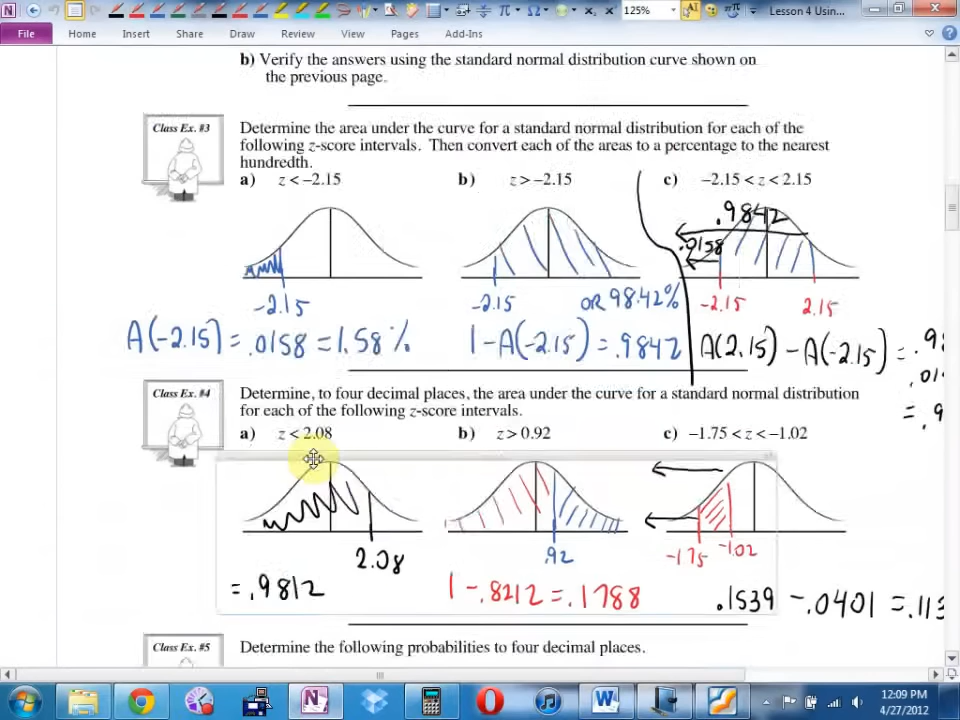 125%
Lesson 4 Usin...
File Home Insert Share Draw Review View Pages Add-Ins
b) Verify the answers using the standard normal distribution curve shown on
the previous page.
Class Ex. #3
Determine the area under the curve for a standard normal distribution for each of the
following z-score intervals. Then convert each of the areas to a percentage to the nearest
hundredth.
a) z < −2.15 b) z > −2.15 c) −2.15 < z < 2.15
.9842
.0158
-2.15 -2.15 OR 98.42% -2.15 2.15
A(-2.15) = .0158 = 1.58% 1 - A(-2.15) = .9842 A(2.15) - A(-2.15) = .98
.01
= .9
Class Ex. #4
Determine, to four decimal places, the area under the curve for a standard normal distribution
for each of the following z-score intervals.
a) z < 2.08 b) z > 0.92 c) −1.75 < z < −1.02
2.08 .92 -1.75 -1.02
= .9812 1 - .8212 = .1788 .1539 - .0401 = .113
Class Ex. #5
Determine the following probabilities to four decimal places.
12:09 PM
4/27/2012